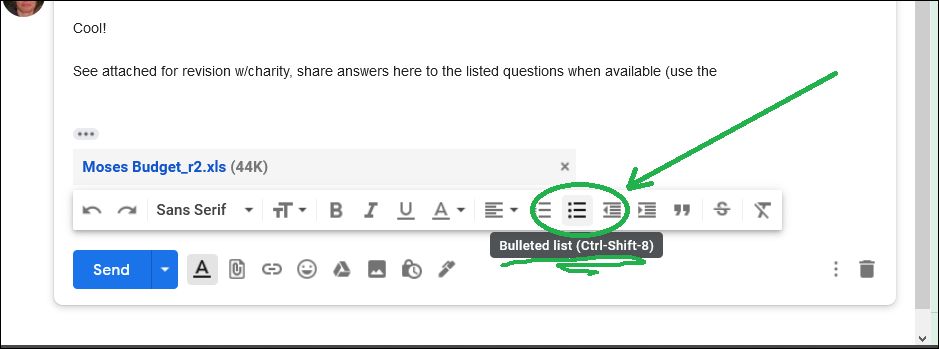 Cool!
See attached for revision w/charity, share answers here to the listed questions when available (use the
Moses Budget_r2.xls (44K)
Sans Serif
Bulleted list (Ctrl-Shift-8)
Send